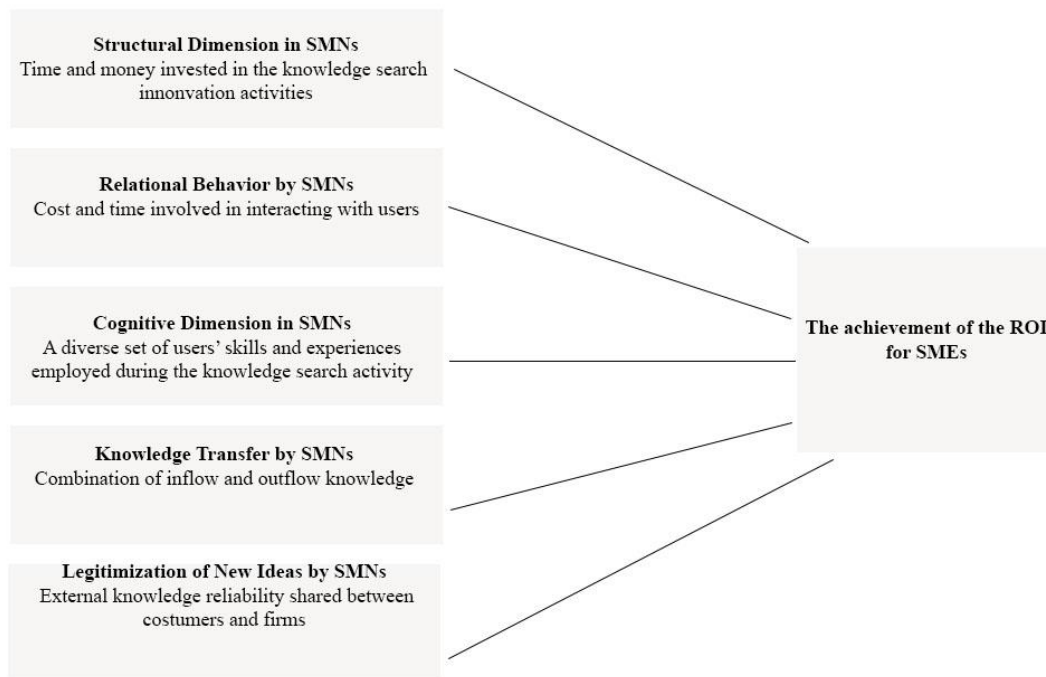 Structural Dimension in SMNs
Time and money invested in the knowledge search
innonvation activities
Relational Behavior by SMNs
Cost and time involved in interacting with users
Cognitive Dimension in SMNs
A diverse set of users’ skills and experiences
employed during the knowledge search activity
Knowledge Transfer by SMNs
Combination of inflow and outflow knowledge
Legitimization of New Ideas by SMNs
External knowledge reliability shared between
costumers and firms
The achievement of the ROI
for SMEs